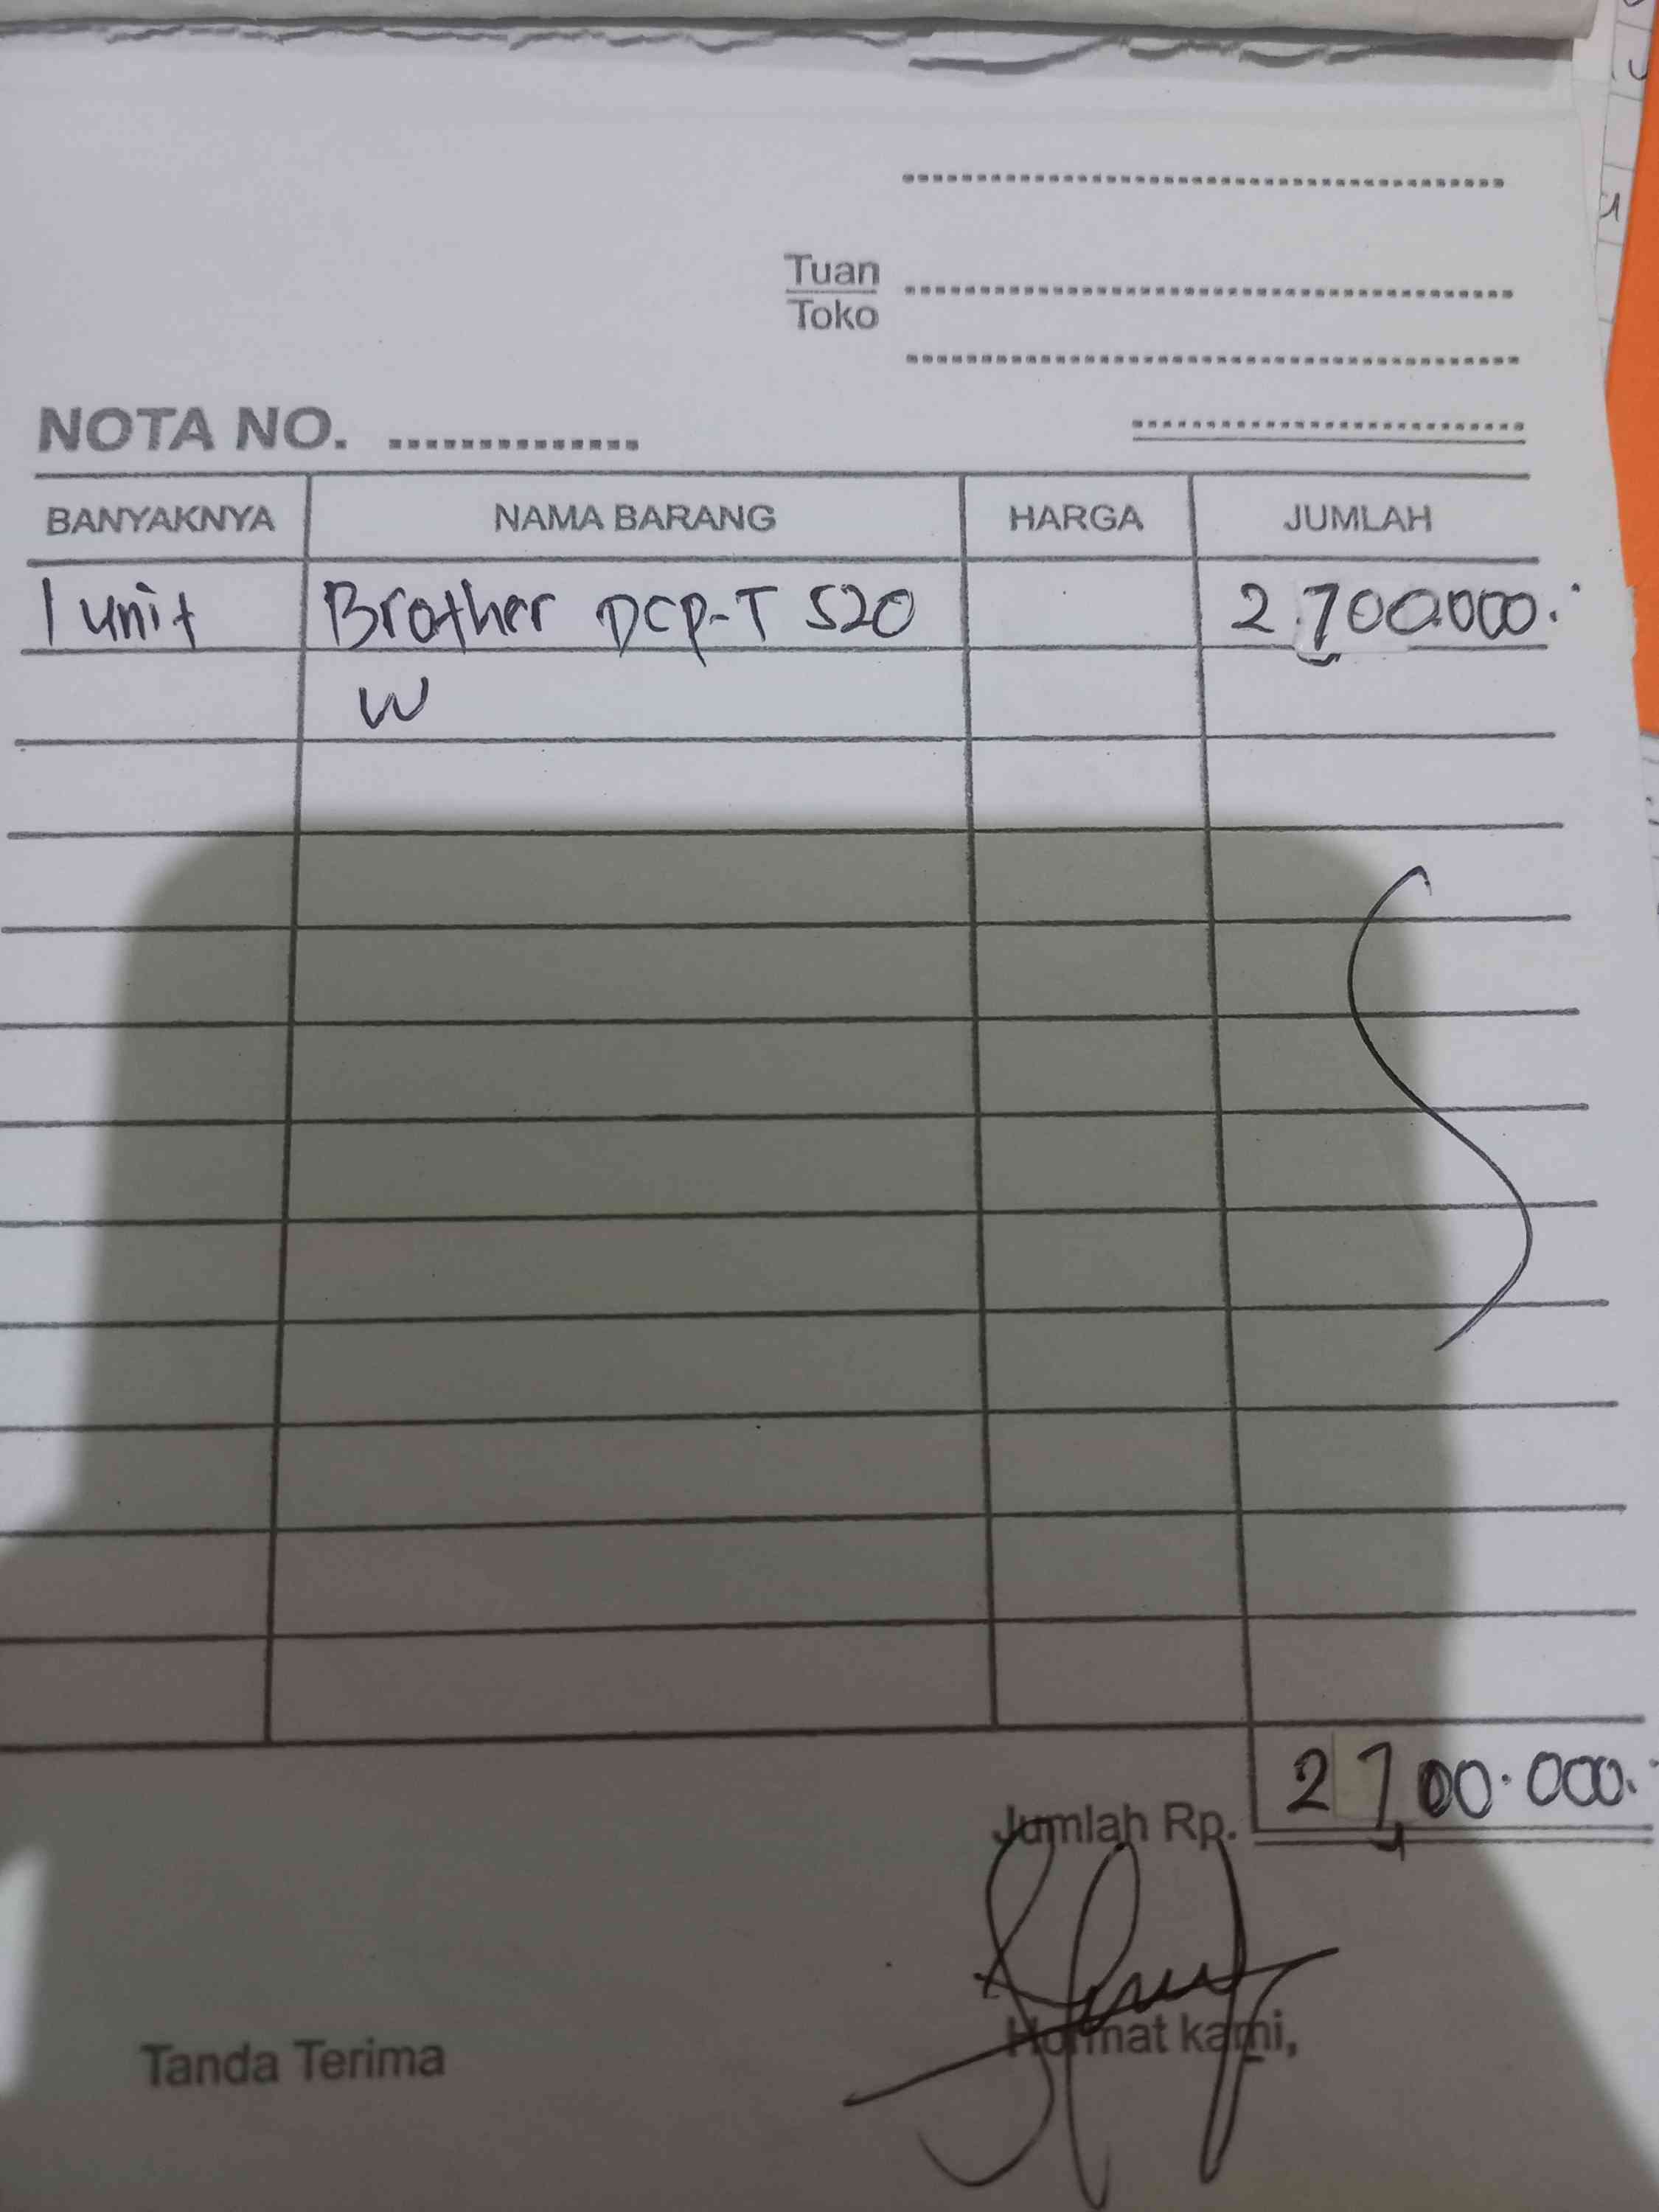 Tuan
Toko
NOTA NO. ..............
BANYAKNYA NAMA BARANG HARGA JUMLAH
1 unit Brother DCP-T 520 2.700.000.
W
Jumlah Rp. 2 700.000.
Tanda Terima Hormat kami,